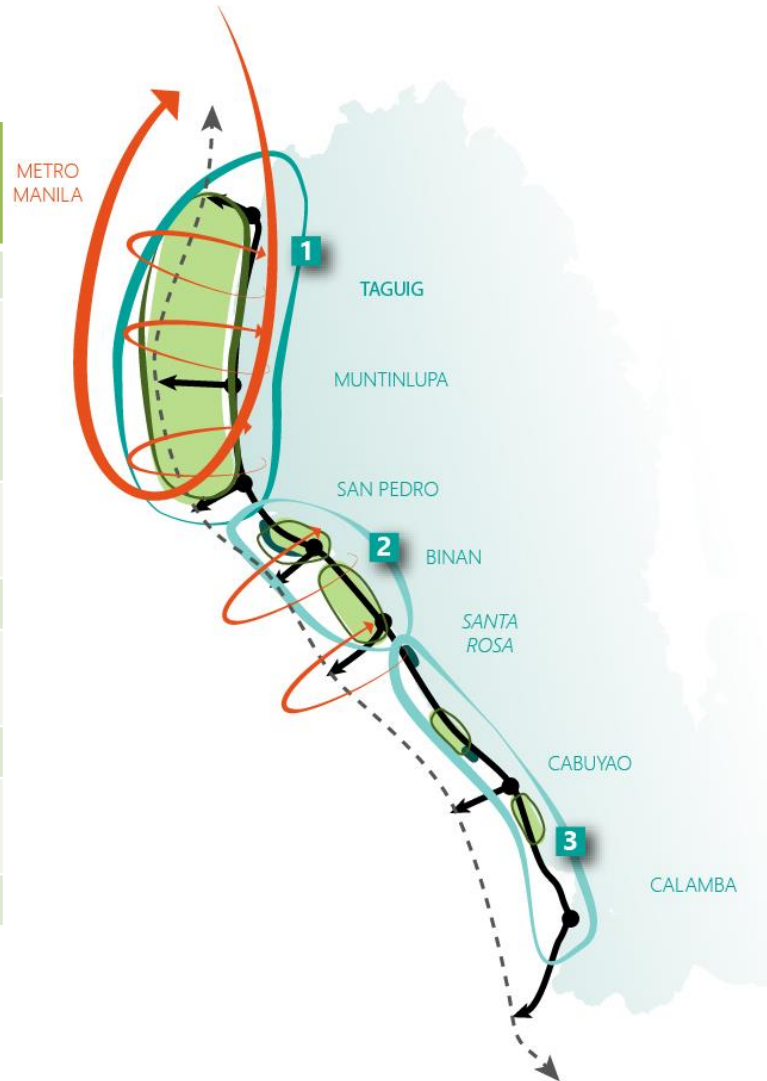 METRO
MANILA
1
TAGUIG
MUNTINLUPA
SAN PEDRO
2
BINAN
SANTA
ROSA
CABUYAO
3
CALAMBA